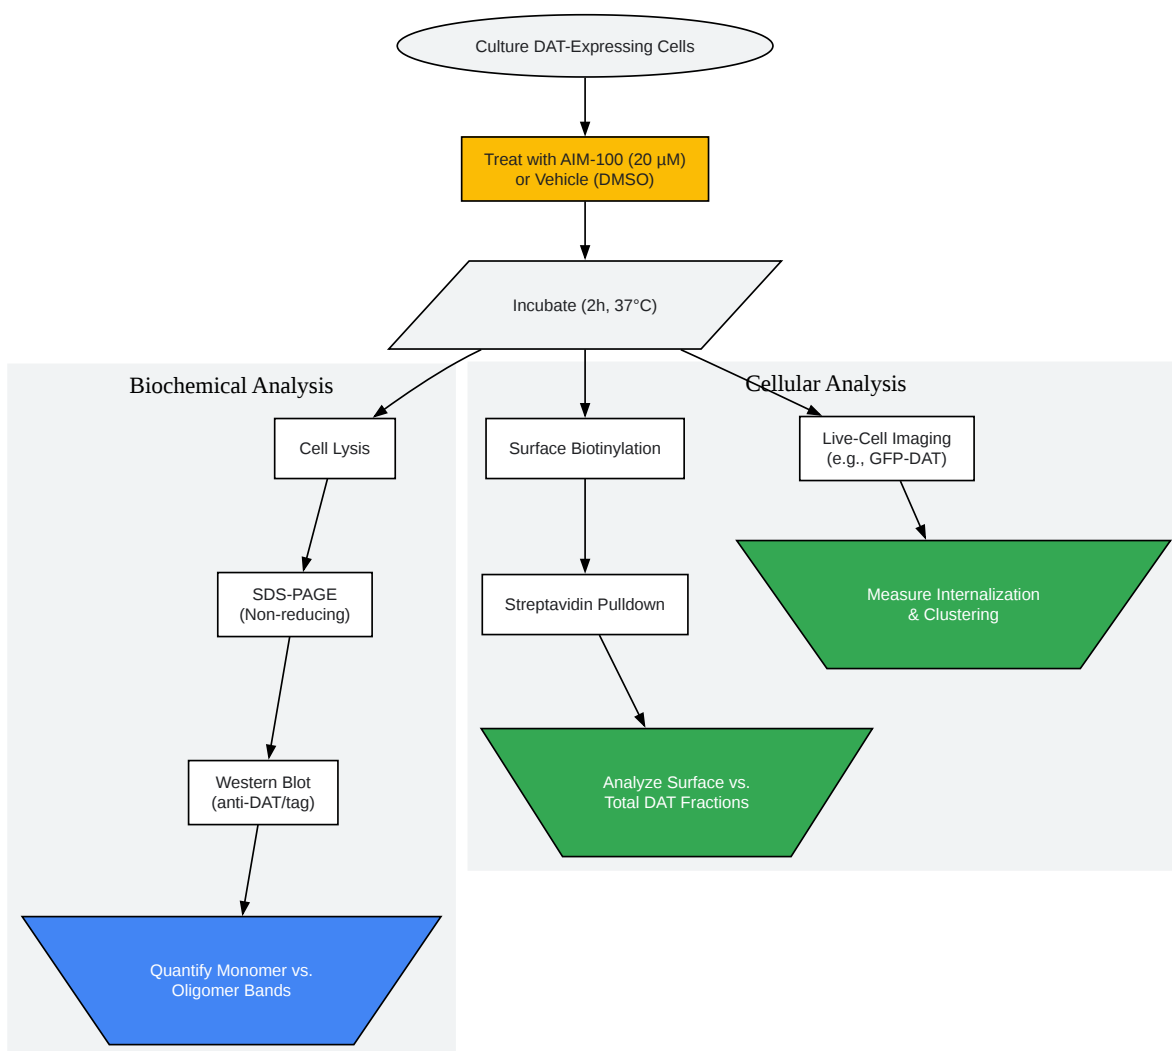 Culture DAT-Expressing Cells
Treat with AIM-100 (20 µM)
or Vehicle (DMSO)
Incubate (2h, 37°C)
Biochemical Analysis
Cell Lysis
SDS-PAGE
(Non-reducing)
Western Blot
(anti-DAT/tag)
Quantify Monomer vs.
Oligomer Bands
Cellular Analysis
Surface Biotinylation
Streptavidin Pulldown
Analyze Surface vs.
Total DAT Fractions
Live-Cell Imaging
(e.g., GFP-DAT)
Measure Internalization
& Clustering